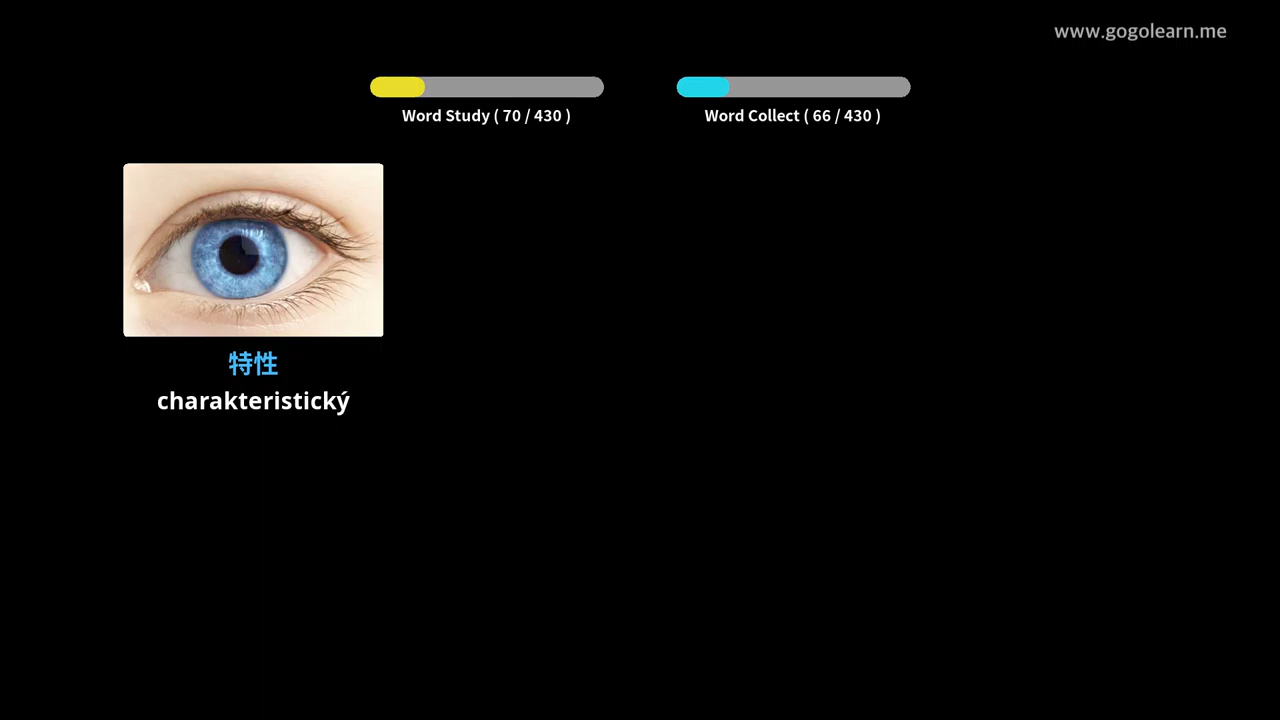 www.gogolearn.me
Word Study ( 70 / 430 )
Word Collect ( 66 / 430 )
特性
charakteristický